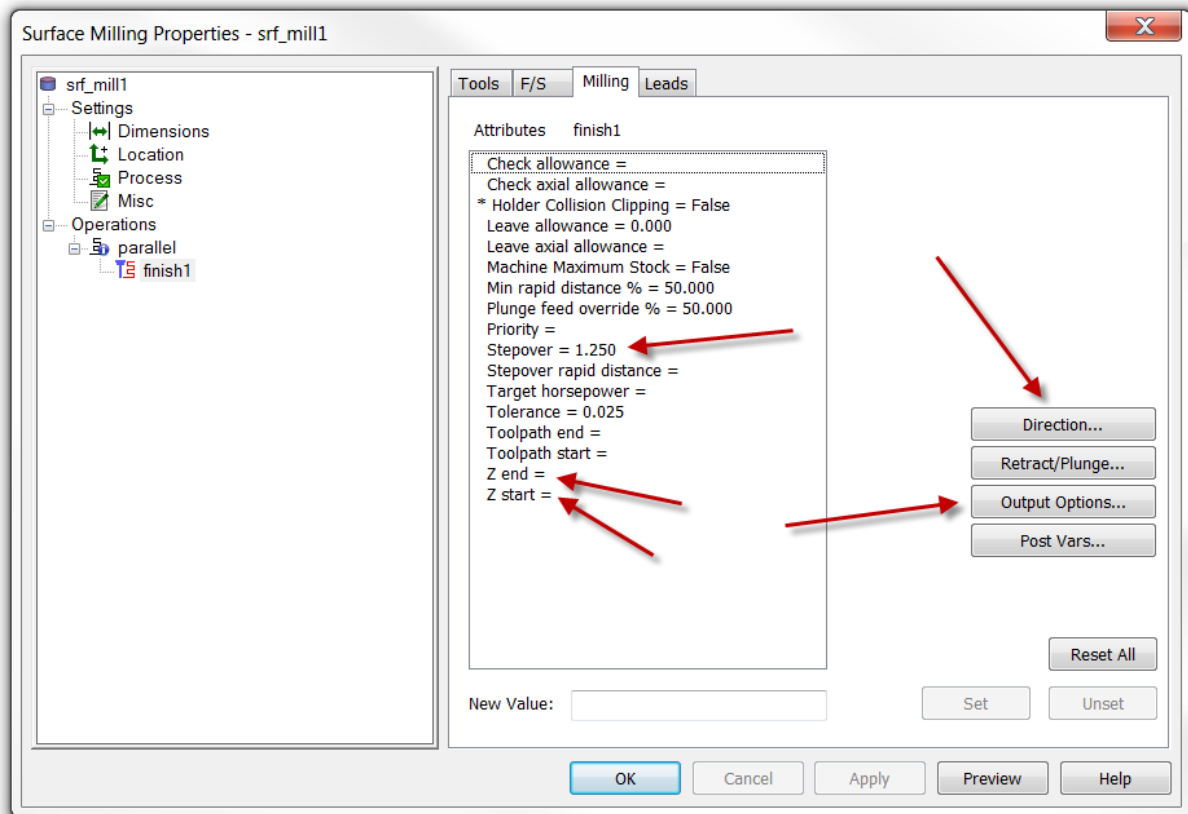 Surface Milling Properties - srf_mill1
srf_mill1
Settings
Dimensions
Location
Process
Misc
Operations
parallel
finish1
Tools F/S Milling Leads
Attributes finish1
Check allowance =
Check axial allowance =
* Holder Collision Clipping = False
Leave allowance = 0.000
Leave axial allowance =
Machine Maximum Stock = False
Min rapid distance % = 50.000
Plunge feed override % = 50.000
Priority =
Stepover = 1.250
Stepover rapid distance =
Target horsepower =
Tolerance = 0.025
Toolpath end =
Toolpath start =
Z end =
Z start =
Direction...
Retract/Plunge...
Output Options...
Post Vars...
Reset All
New Value: Set Unset
OK Cancel Apply Preview Help